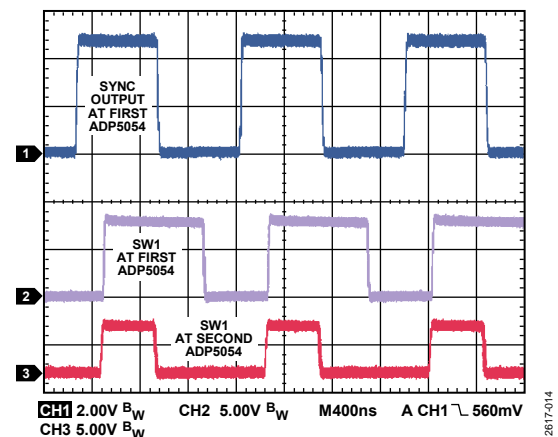 SYNC
OUTPUT
AT FIRST
ADP5054
1
SW1
AT FIRST
ADP5054
2
SW1
AT SECOND
ADP5054
3
CH1 2.00V BW CH2 5.00V BW M400ns A CH1 560mV
CH3 5.00V BW
2617-014